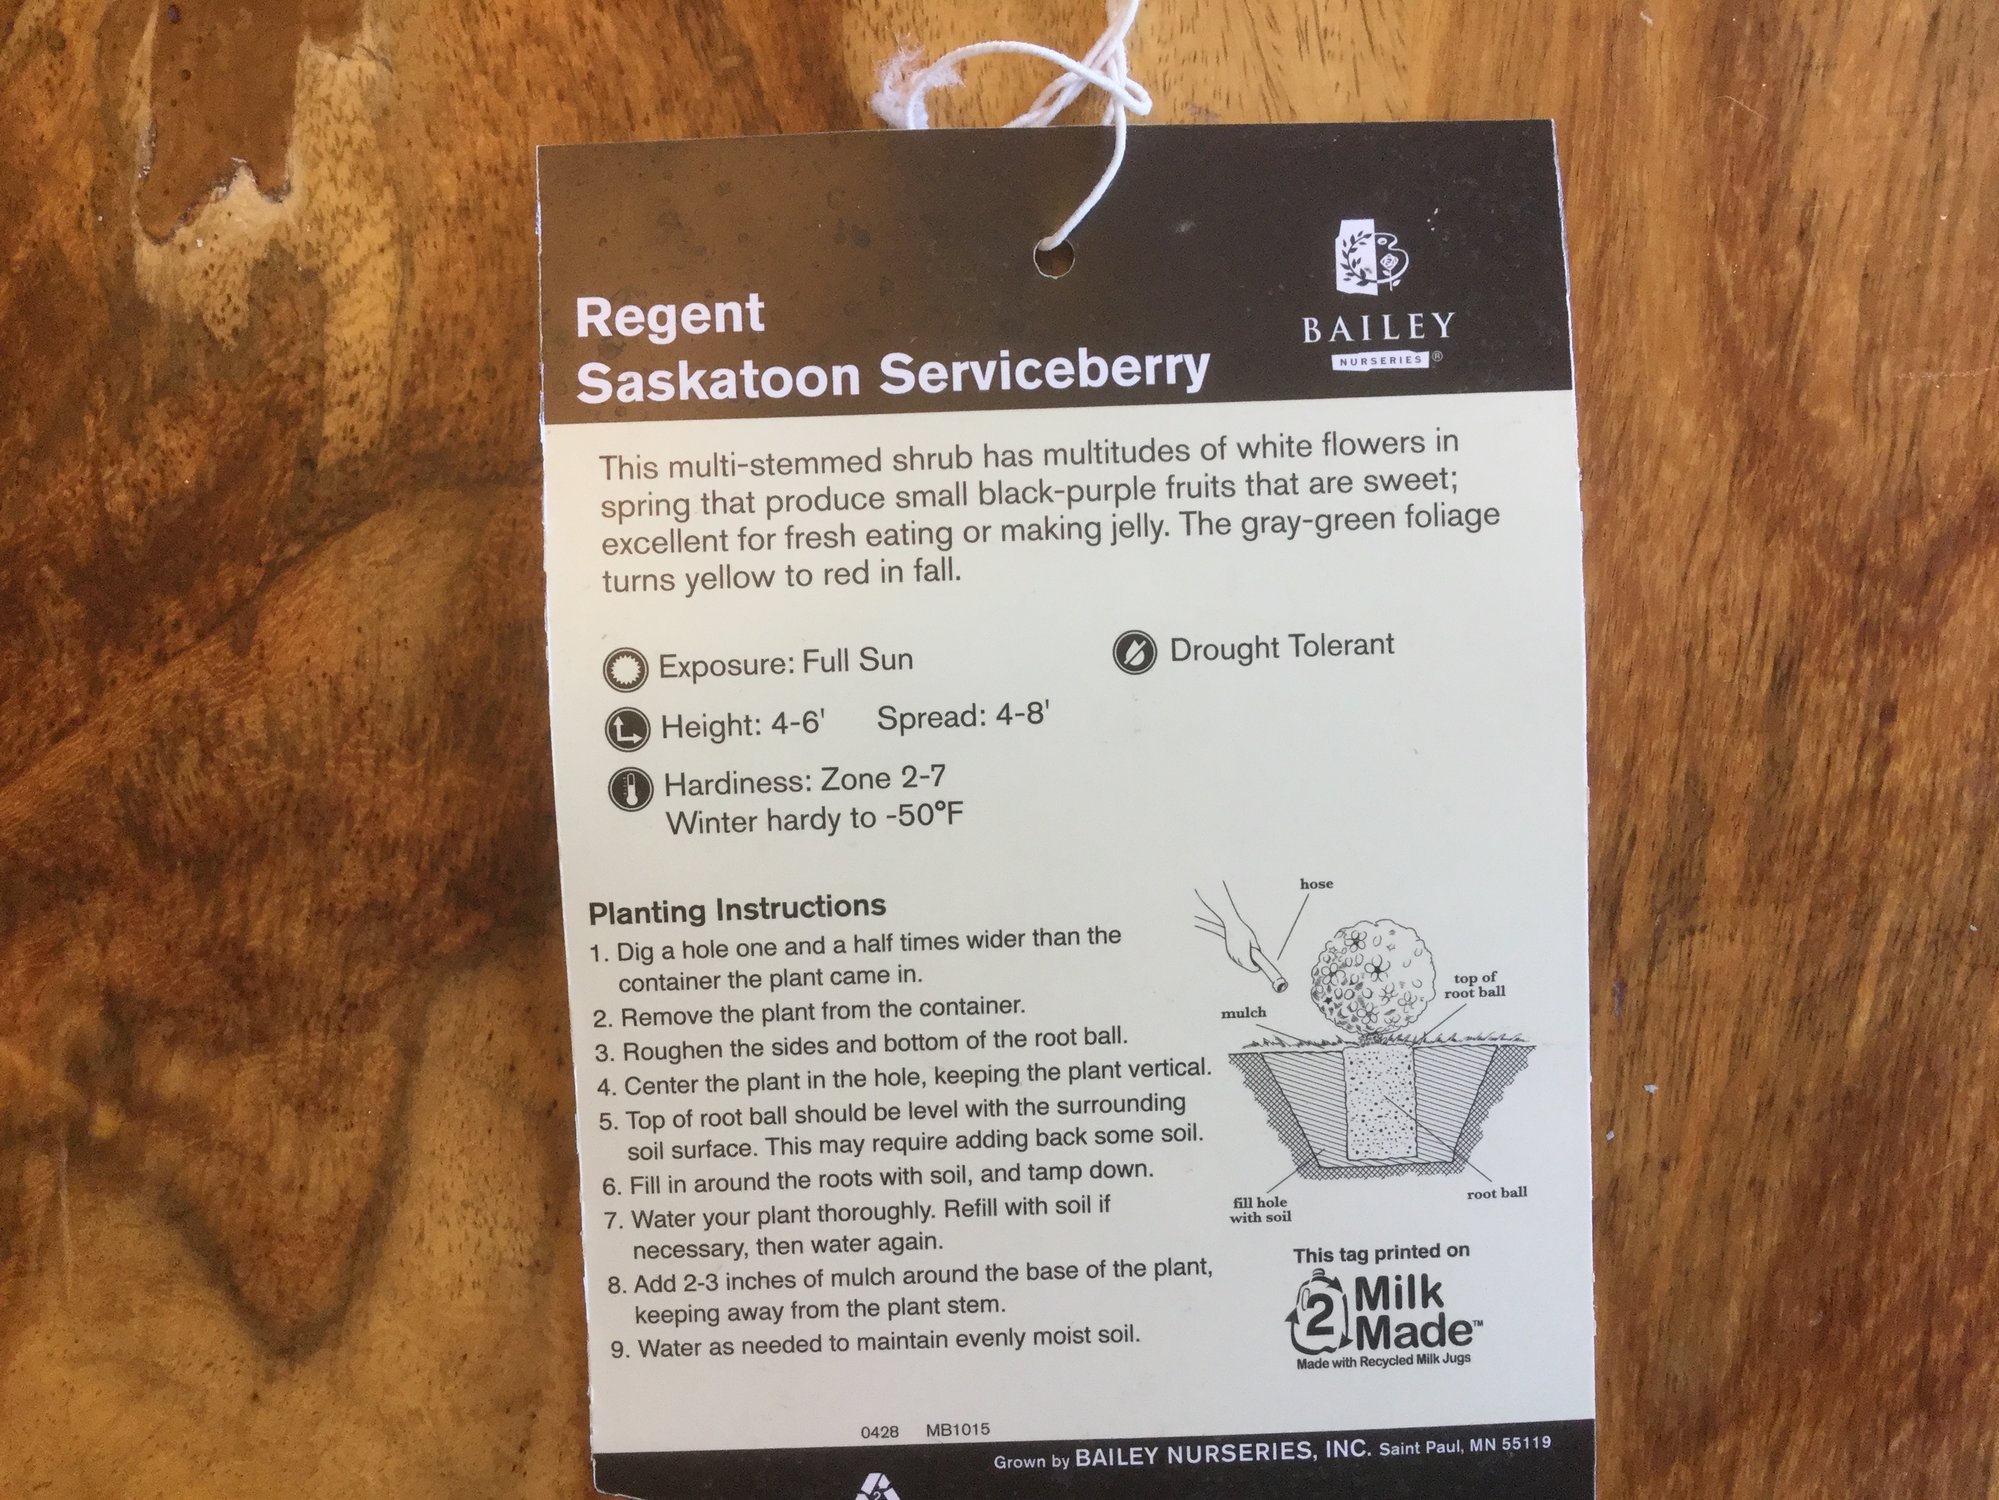 Regent
Saskatoon Serviceberry
BAILEY
NURSERIES®
This multi-stemmed shrub has multitudes of white flowers in
spring that produce small black-purple fruits that are sweet;
excellent for fresh eating or making jelly. The gray-green foliage
turns yellow to red in fall.
Exposure: Full Sun
Drought Tolerant
Height: 4-6' Spread: 4-8'
Hardiness: Zone 2-7
Winter hardy to -50°F
Planting Instructions
1. Dig a hole one and a half times wider than the
container the plant came in.
2. Remove the plant from the container.
3. Roughen the sides and bottom of the root ball.
4. Center the plant in the hole, keeping the plant vertical.
5. Top of root ball should be level with the surrounding
soil surface. This may require adding back some soil.
6. Fill in around the roots with soil, and tamp down.
7. Water your plant thoroughly. Refill with soil if
necessary, then water again.
8. Add 2-3 inches of mulch around the base of the plant,
keeping away from the plant stem.
9. Water as needed to maintain evenly moist soil.
hose
top of
root ball
mulch
fill hole
with soil
root ball
This tag printed on
2 Milk
Made™
Made with Recycled Milk Jugs
0428 MB1015
Grown by BAILEY NURSERIES, INC. Saint Paul, MN 55119
2